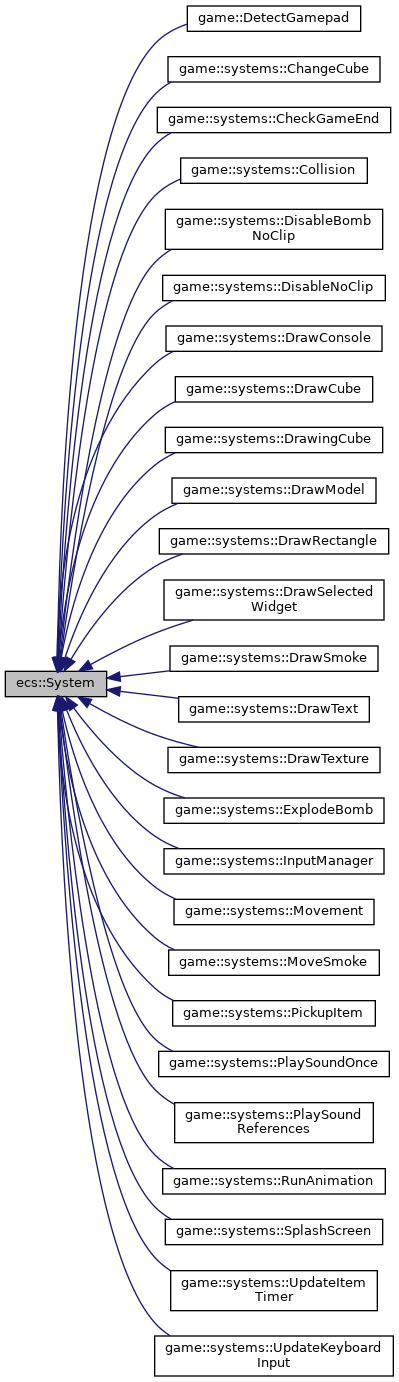 game::DetectGamepad
game::systems::ChangeCube
game::systems::CheckGameEnd
game::systems::Collision
game::systems::DisableBomb
NoClip
game::systems::DisableNoClip
game::systems::DrawConsole
game::systems::DrawCube
game::systems::DrawingCube
game::systems::DrawModel
game::systems::DrawRectangle
game::systems::DrawSelected
Widget
ecs::System
game::systems::DrawSmoke
game::systems::DrawText
game::systems::DrawTexture
game::systems::ExplodeBomb
game::systems::InputManager
game::systems::Movement
game::systems::MoveSmoke
game::systems::PickupItem
game::systems::PlaySoundOnce
game::systems::PlaySound
References
game::systems::RunAnimation
game::systems::SplashScreen
game::systems::UpdateItem
Timer
game::systems::UpdateKeyboard
Input